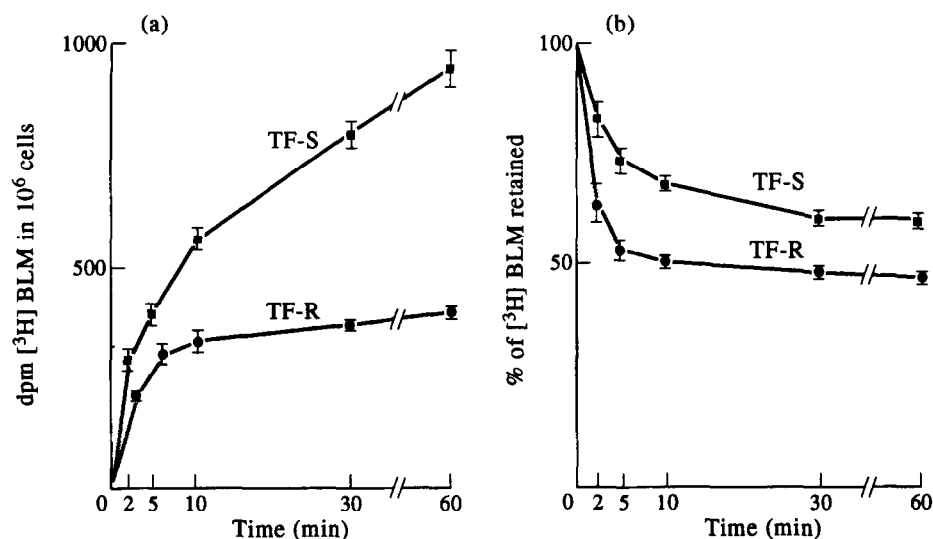 (a)
1000
500
dpm [³H] BLM in 10⁶ cells
TF-S
TF-R
0 2 5 10 30 60
Time (min)
(b)
100
50
% of [³H] BLM retained
TF-S
TF-R
0 2 5 10 30 60
Time (min)